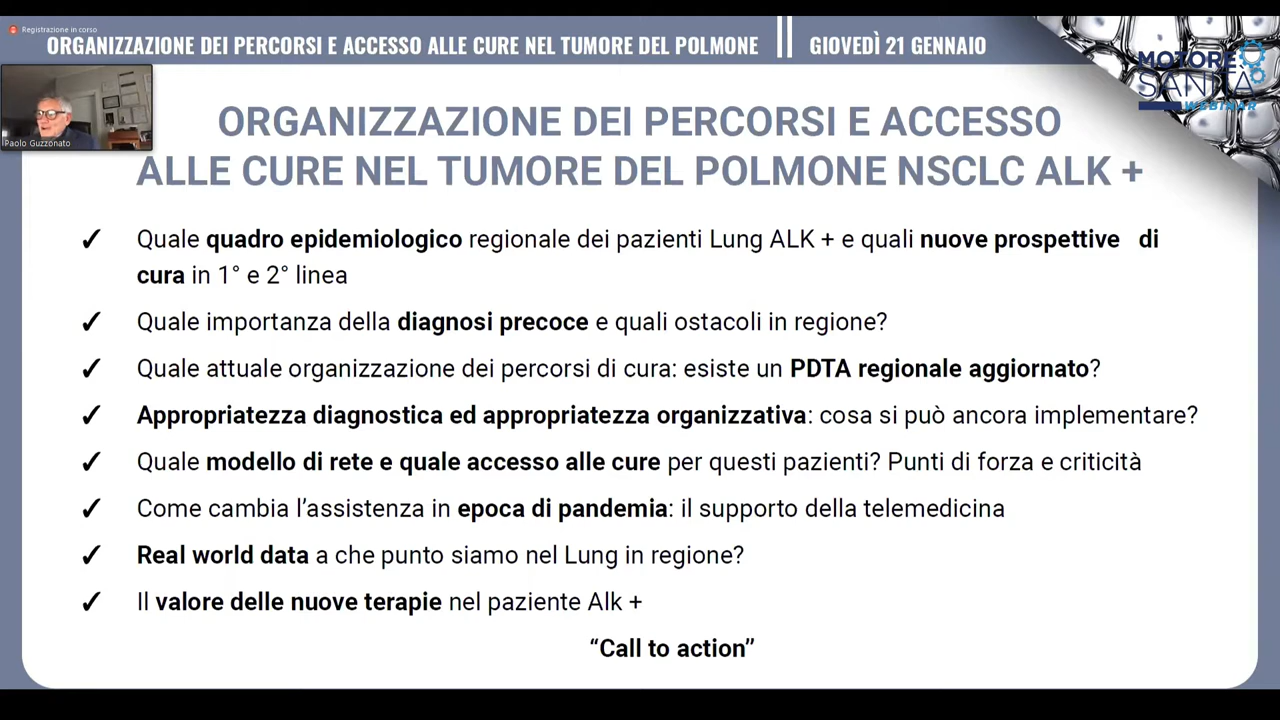 Registrazione in corso
ORGANIZZAZIONE DEI PERCORSI E ACCESSO ALLE CURE NEL TUMORE DEL POLMONE
GIOVEDÌ 21 GENNAIO
MOTORE
SANITÀ
WEBINAR
Paolo Guzzonato
ORGANIZZAZIONE DEI PERCORSI E ACCESSO
ALLE CURE NEL TUMORE DEL POLMONE NSCLC ALK +
✓ Quale quadro epidemiologico regionale dei pazienti Lung ALK + e quali nuove prospettive di
cura in 1° e 2° linea
✓ Quale importanza della diagnosi precoce e quali ostacoli in regione?
✓ Quale attuale organizzazione dei percorsi di cura: esiste un PDTA regionale aggiornato?
✓ Appropriatezza diagnostica ed appropriatezza organizzativa: cosa si può ancora implementare?
✓ Quale modello di rete e quale accesso alle cure per questi pazienti? Punti di forza e criticità
✓ Come cambia l’assistenza in epoca di pandemia: il supporto della telemedicina
✓ Real world data a che punto siamo nel Lung in regione?
✓ Il valore delle nuove terapie nel paziente Alk +
“Call to action”